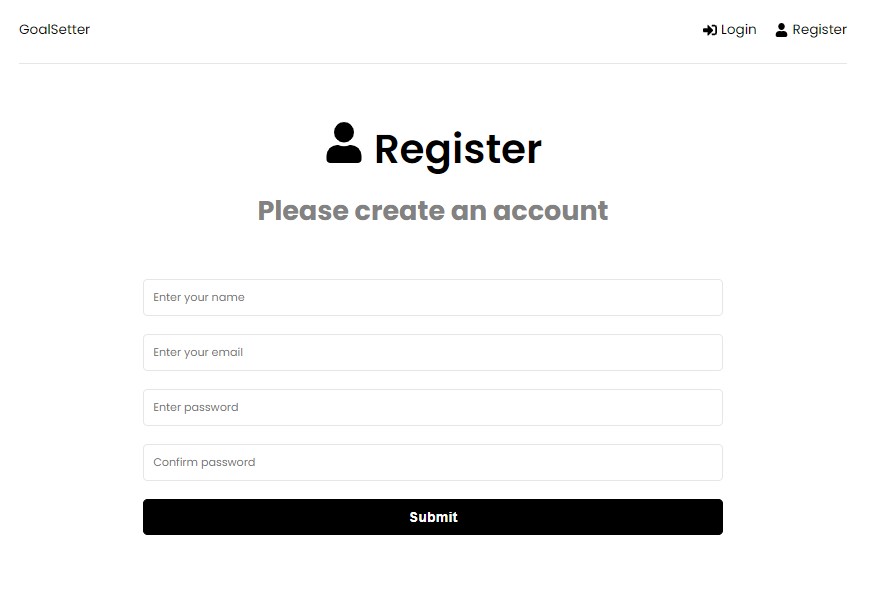 GoalSetter
Login
Register
Register
Please create an account
Enter your name
Enter your email
Enter password
Confirm password
Submit